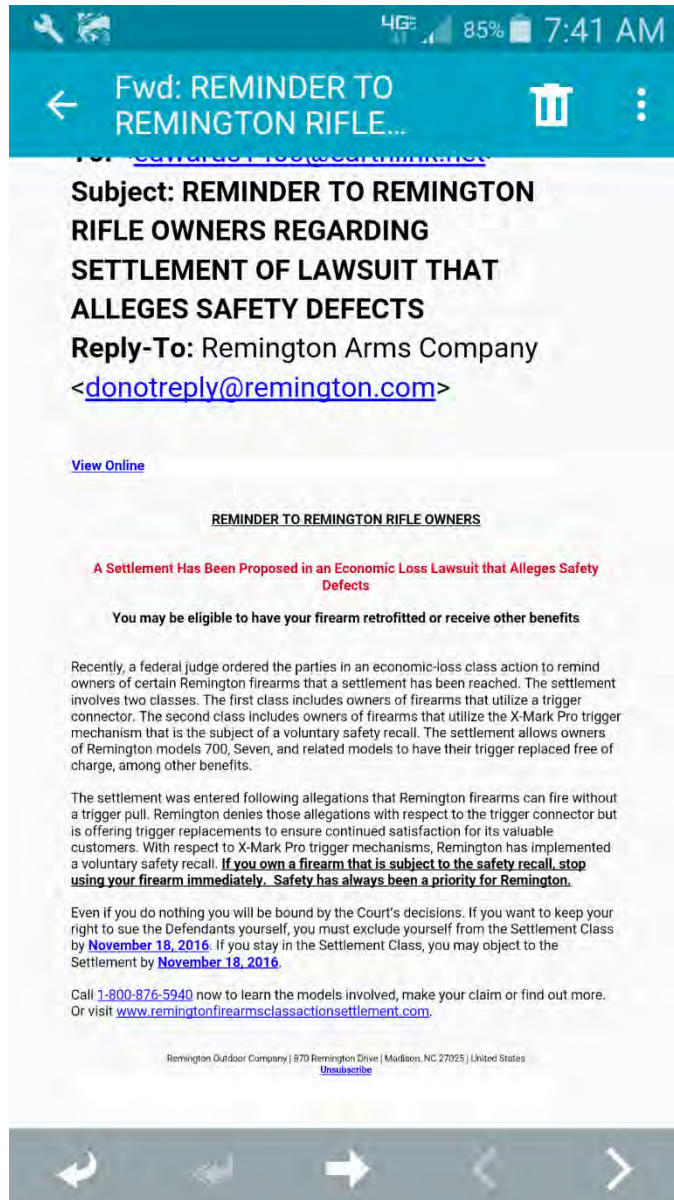 4G 85% 7:41 AM
Fwd: REMINDER TO
REMINGTON RIFLE...
Subject: REMINDER TO REMINGTON
RIFLE OWNERS REGARDING
SETTLEMENT OF LAWSUIT THAT
ALLEGES SAFETY DEFECTS
Reply-To: Remington Arms Company
<donotreply@remington.com>
View Online
REMINDER TO REMINGTON RIFLE OWNERS
A Settlement Has Been Proposed in an Economic Loss Lawsuit that Alleges Safety
Defects
You may be eligible to have your firearm retrofitted or receive other benefits
Recently, a federal judge ordered the parties in an economic-loss class action to remind
owners of certain Remington firearms that a settlement has been reached. The settlement
involves two classes. The first class includes owners of firearms that utilize a trigger
connector. The second class includes owners of firearms that utilize the X-Mark Pro trigger
mechanism that is the subject of a voluntary safety recall. The settlement allows owners
of Remington models 700, Seven, and related models to have their trigger replaced free of
charge, among other benefits.
The settlement was entered following allegations that Remington firearms can fire without
a trigger pull. Remington denies those allegations with respect to the trigger connector but
is offering trigger replacements to ensure continued satisfaction for its valuable
customers. With respect to X-Mark Pro trigger mechanisms, Remington has implemented
a voluntary safety recall. If you own a firearm that is subject to the safety recall, stop
using your firearm immediately. Safety has always been a priority for Remington.
Even if you do nothing you will be bound by the Court's decisions. If you want to keep your
right to sue the Defendants yourself, you must exclude yourself from the Settlement Class
by November 18, 2016. If you stay in the Settlement Class, you may object to the
Settlement by November 18, 2016.
Call 1-800-876-5940 now to learn the models involved, make your claim or find out more.
Or visit www.remingtonfirearmsclassactionsettlement.com.
Remington Outdoor Company | 870 Remington Drive | Madison, NC 27025 | United States
Unsubscribe